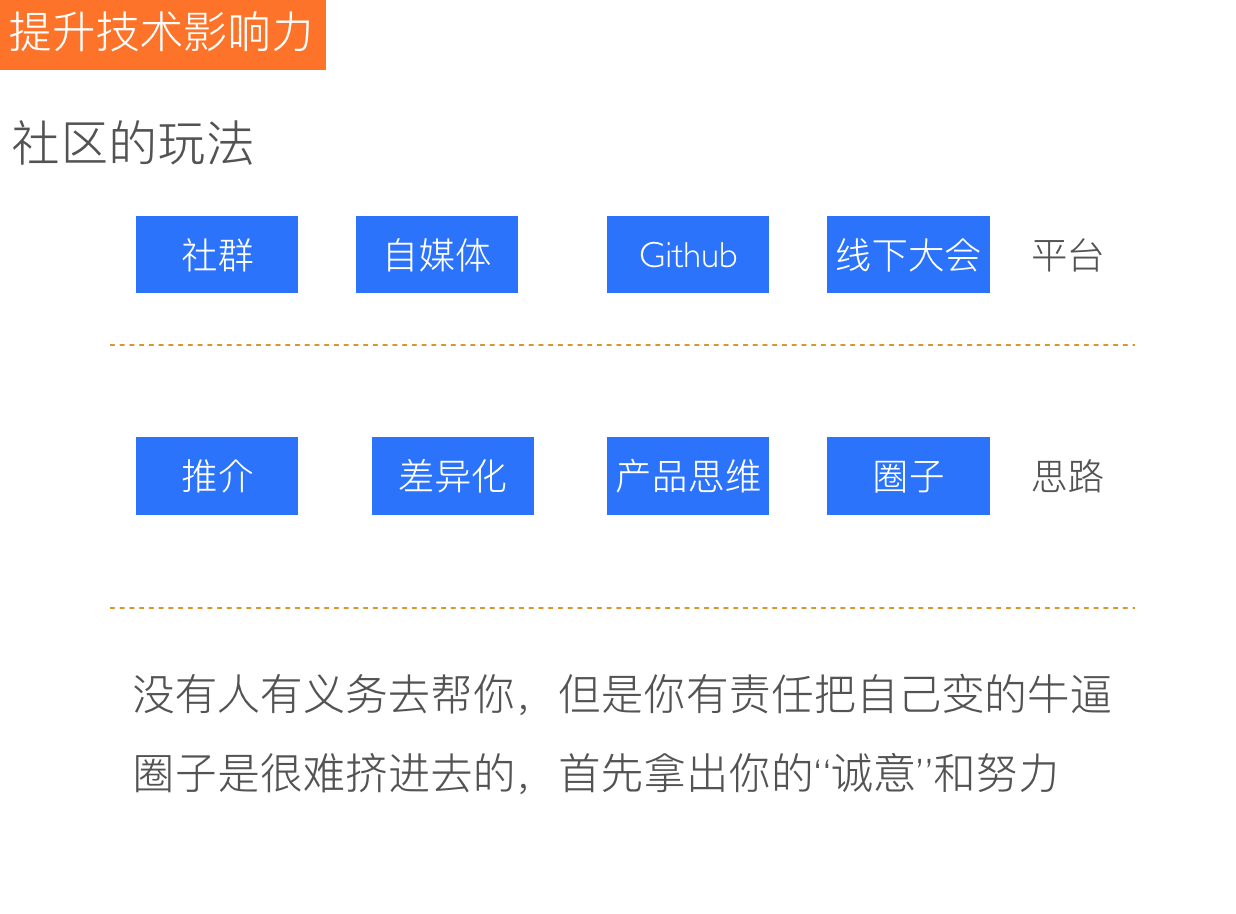 提升技术影响力
社区的玩法
社群 自媒体 Github 线下大会 平台
推介 差异化 产品思维 圈子 思路
没有人有义务去帮你，但是你有责任把自己变的牛逼
圈子是很难挤进去的，首先拿出你的‘‘诚意’’和努力